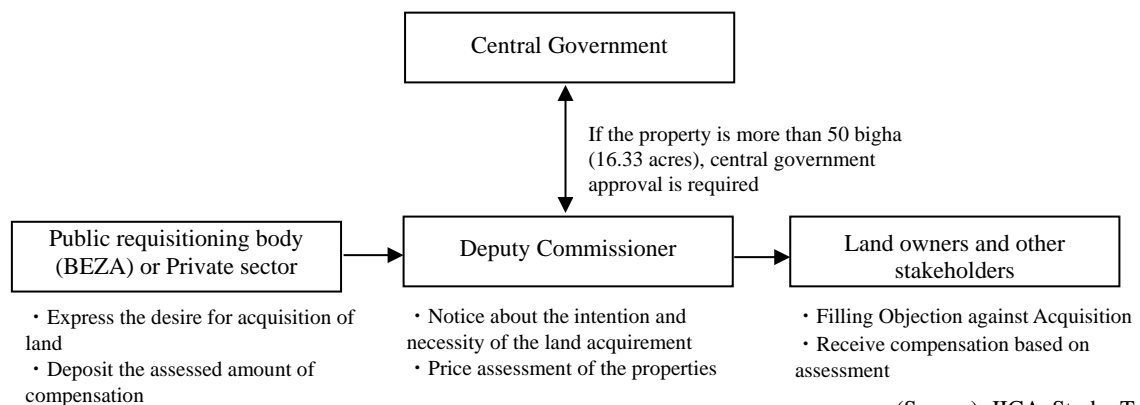 Central Government
If the property is more than 50 bigha
(16.33 acres), central government
approval is required
Public requisitioning body
(BEZA) or Private sector
Deputy Commissioner
Land owners and other
stakeholders
・Express the desire for acquisition of
land
・Deposit the assessed amount of
compensation
・Notice about the intention and
necessity of the land acquirement
・Price assessment of the properties
・Filling Objection against Acquisition
・Receive compensation based on
assessment